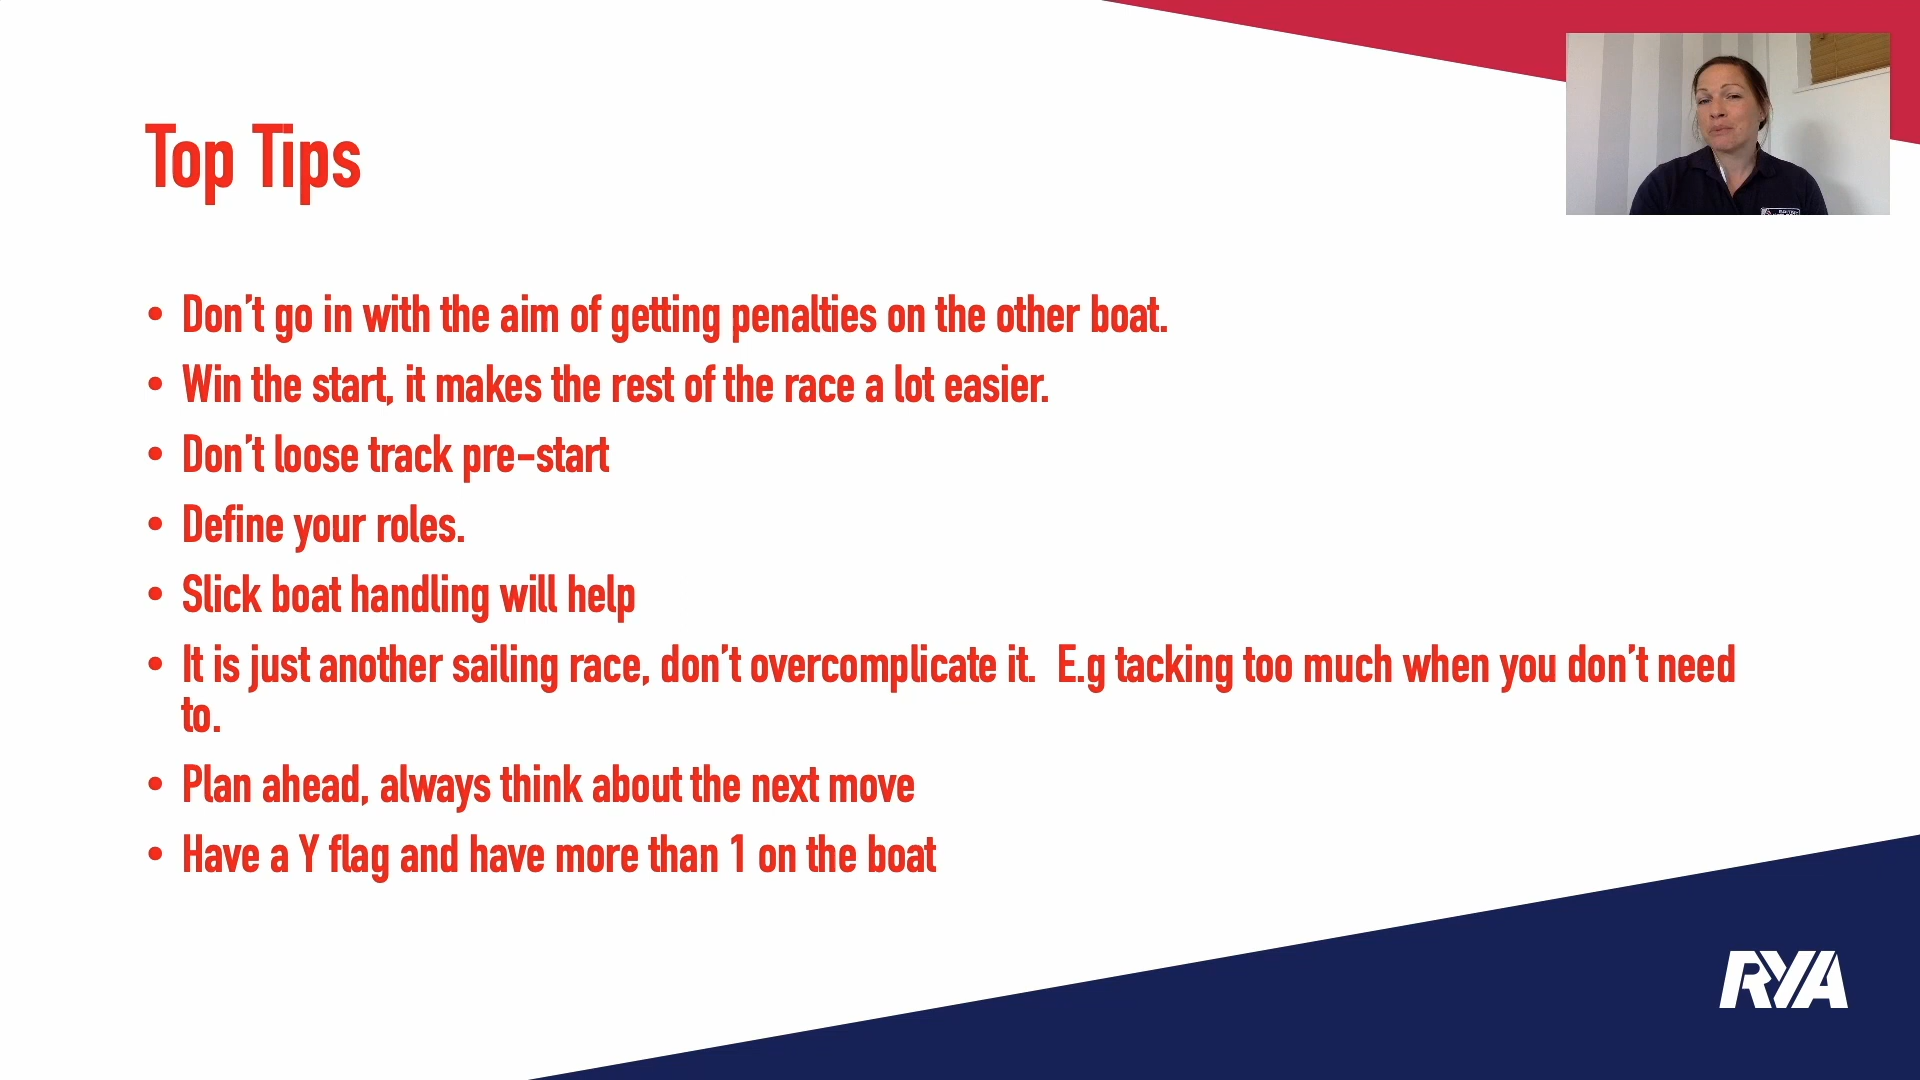 Top Tips
• Don't go in with the aim of getting penalties on the other boat.
• Win the start, it makes the rest of the race a lot easier.
• Don't loose track pre-start
• Define your roles.
• Slick boat handling will help
• It is just another sailing race, don't overcomplicate it.  E.g tacking too much when you don't need
to.
• Plan ahead, always think about the next move
• Have a Y flag and have more than 1 on the boat
RYA